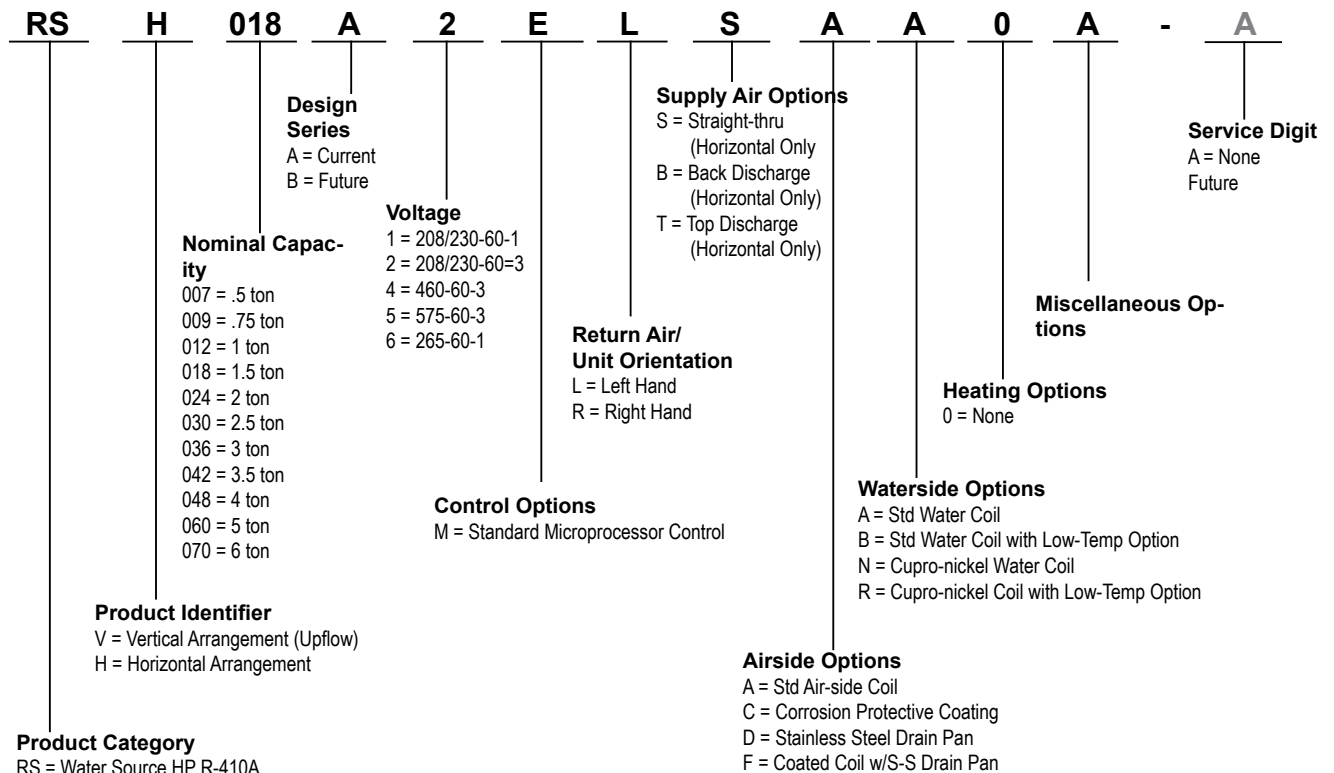 RS H 018 A 2 E L S A A 0 A - A
Design
Series
A = Current
B = Future
Supply Air Options
S = Straight-thru
(Horizontal Only
B = Back Discharge
(Horizontal Only)
T = Top Discharge
(Horizontal Only)
Service Digit
A = None
Future
Voltage
1 = 208/230-60-1
2 = 208/230-60=3
4 = 460-60-3
5 = 575-60-3
6 = 265-60-1
Nominal Capac-
ity
007 = .5 ton
009 = .75 ton
012 = 1 ton
018 = 1.5 ton
024 = 2 ton
030 = 2.5 ton
036 = 3 ton
042 = 3.5 ton
048 = 4 ton
060 = 5 ton
070 = 6 ton
Miscellaneous Op-
tions
Return Air/
Unit Orientation
L = Left Hand
R = Right Hand
Heating Options
0 = None
Control Options
M = Standard Microprocessor Control
Waterside Options
A = Std Water Coil
B = Std Water Coil with Low-Temp Option
N = Cupro-nickel Water Coil
R = Cupro-nickel Coil with Low-Temp Option
Product Identifier
V = Vertical Arrangement (Upflow)
H = Horizontal Arrangement
Airside Options
A = Std Air-side Coil
C = Corrosion Protective Coating
D = Stainless Steel Drain Pan
F = Coated Coil w/S-S Drain Pan
Product Category
RS = Water Source HP R-410A